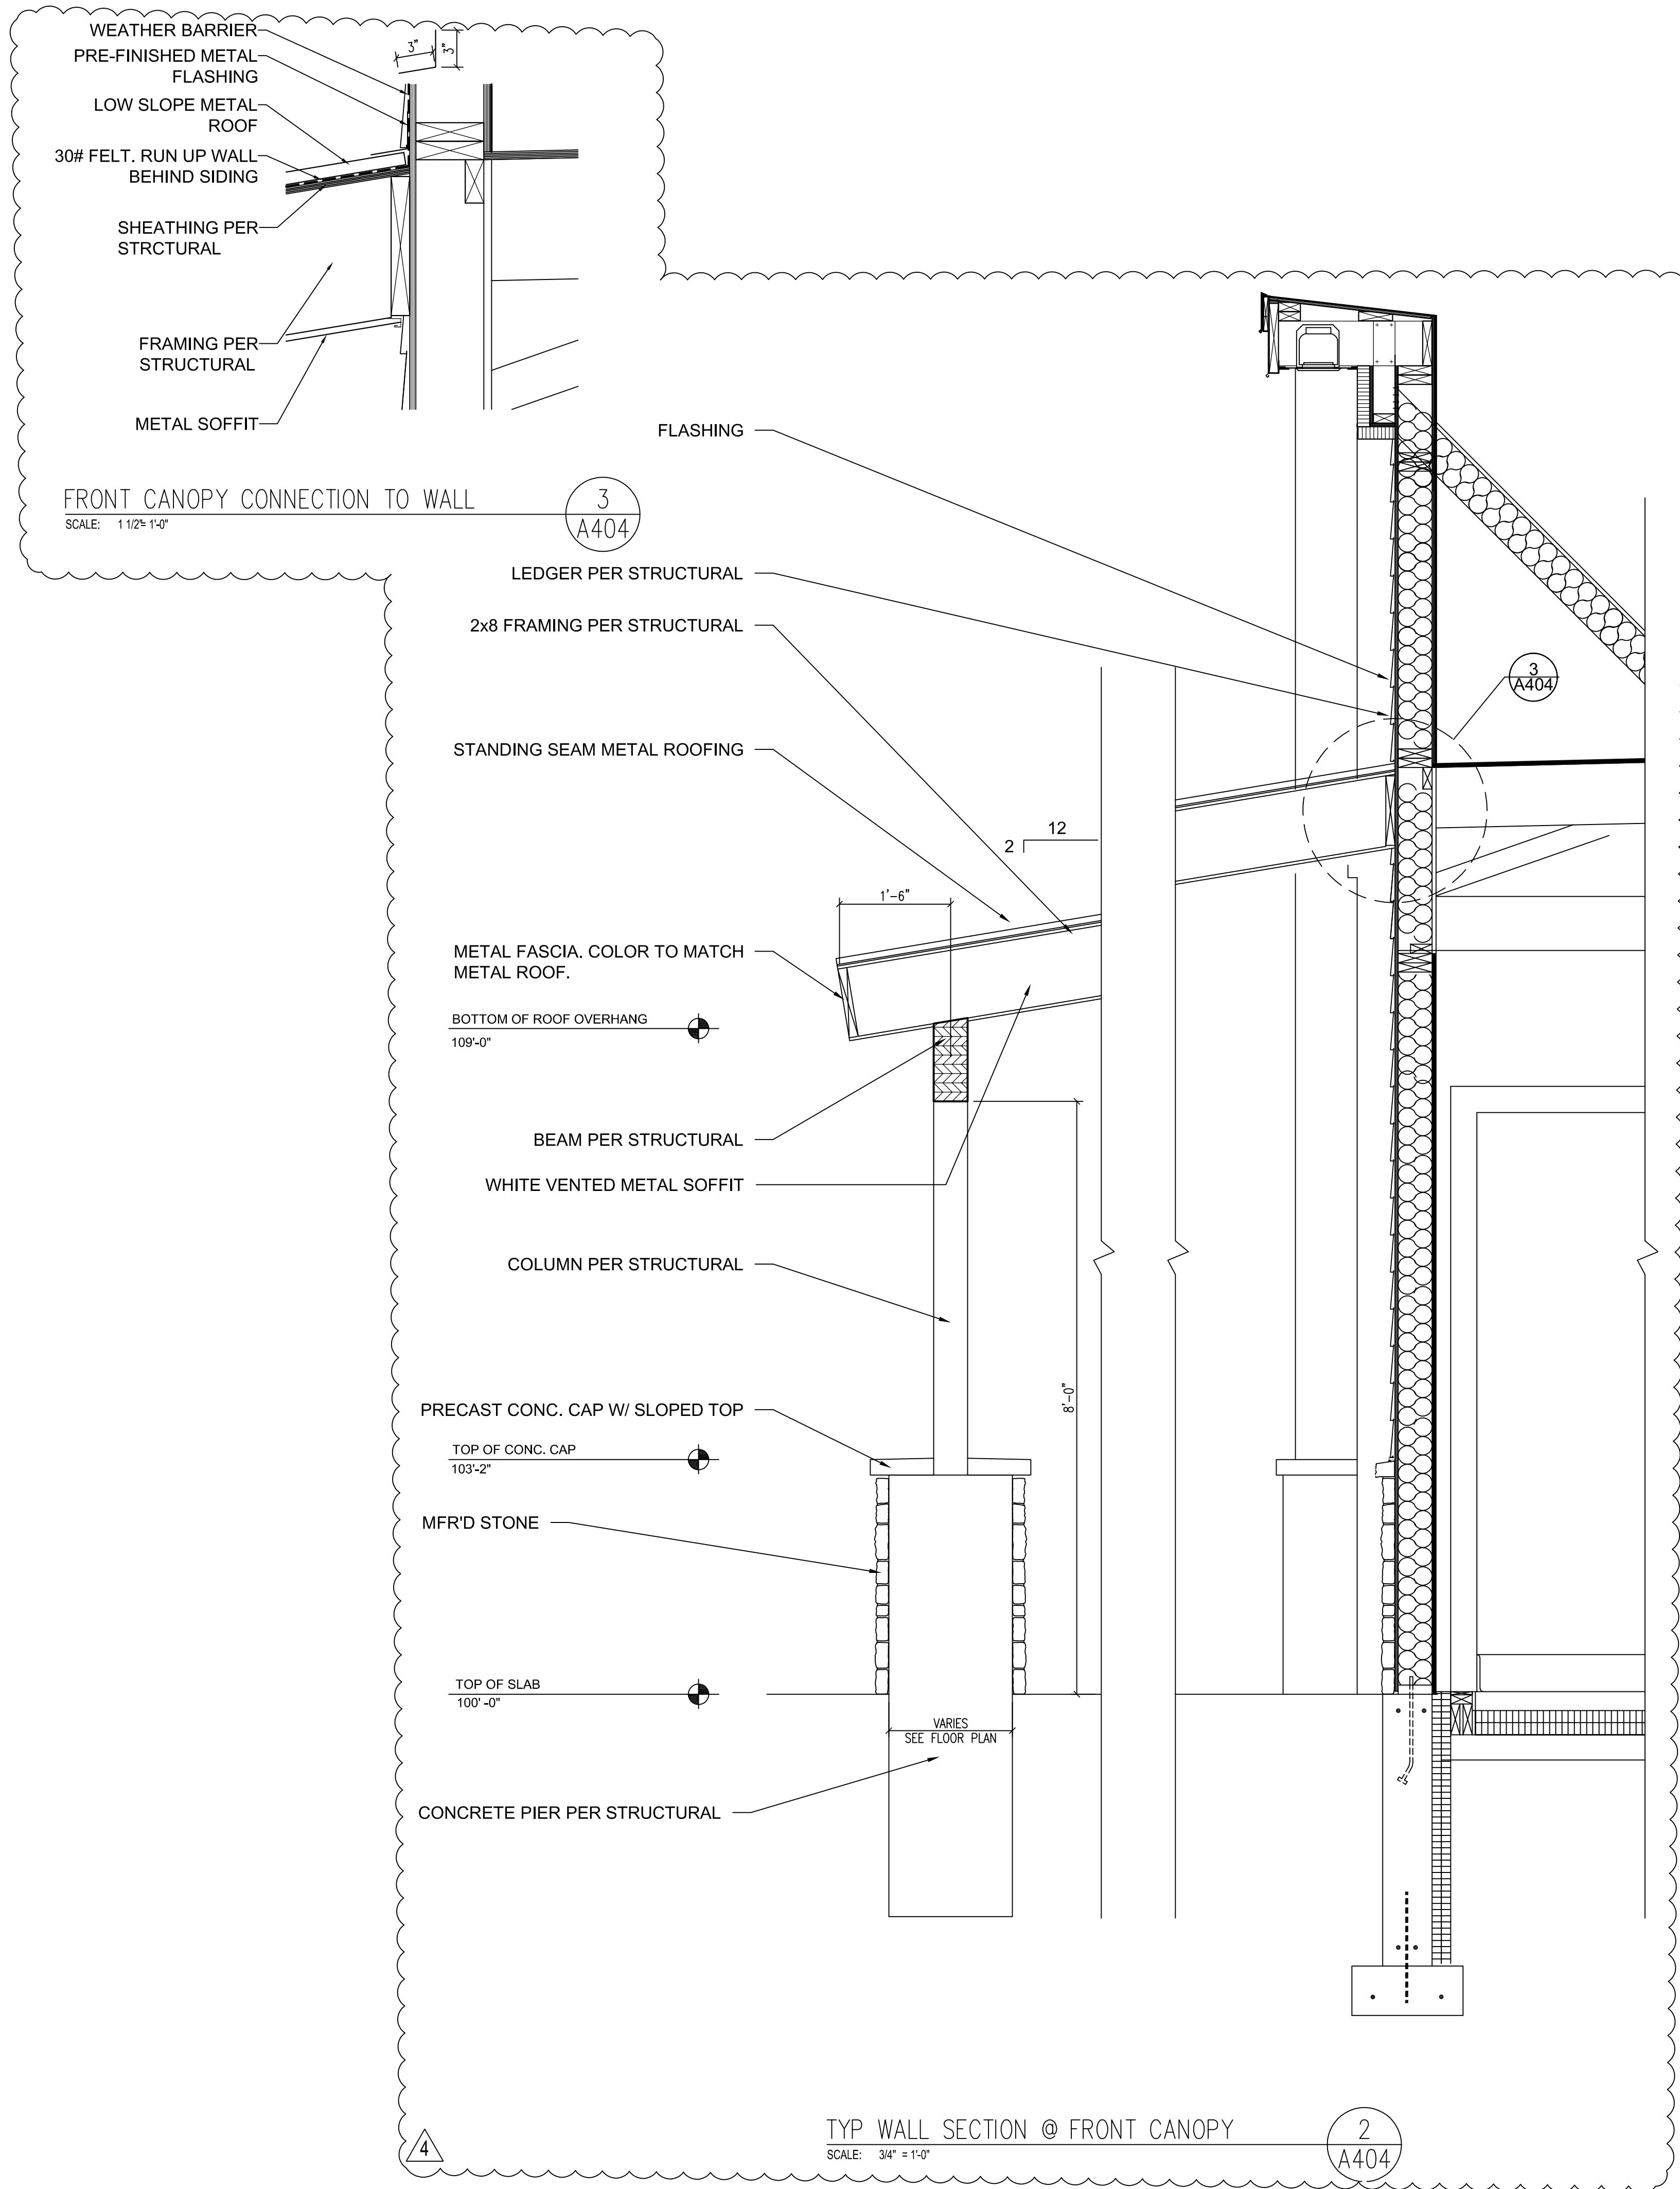 WEATHER BARRIER
PRE-FINISHED METAL
FLASHING
LOW SLOPE METAL
ROOF
30# FELT. RUN UP WALL
BEHIND SIDING
SHEATHING PER
STRCTURAL
FRAMING PER
STRUCTURAL
METAL SOFFIT
3"
3"
FRONT CANOPY CONNECTION TO WALL
SCALE: 1 1/2"= 1'-0"
3
A404
FLASHING
LEDGER PER STRUCTURAL
2x8 FRAMING PER STRUCTURAL
3
A404
STANDING SEAM METAL ROOFING
12
2
1'-6"
METAL FASCIA. COLOR TO MATCH
METAL ROOF.
BOTTOM OF ROOF OVERHANG
109'-0"
BEAM PER STRUCTURAL
WHITE VENTED METAL SOFFIT
COLUMN PER STRUCTURAL
8'-0"
PRECAST CONC. CAP W/ SLOPED TOP
TOP OF CONC. CAP
103'-2"
MFR'D STONE
TOP OF SLAB
100' -0"
VARIES
SEE FLOOR PLAN
CONCRETE PIER PER STRUCTURAL
4
TYP WALL SECTION @ FRONT CANOPY
SCALE: 3/4" = 1'-0"
2
A404